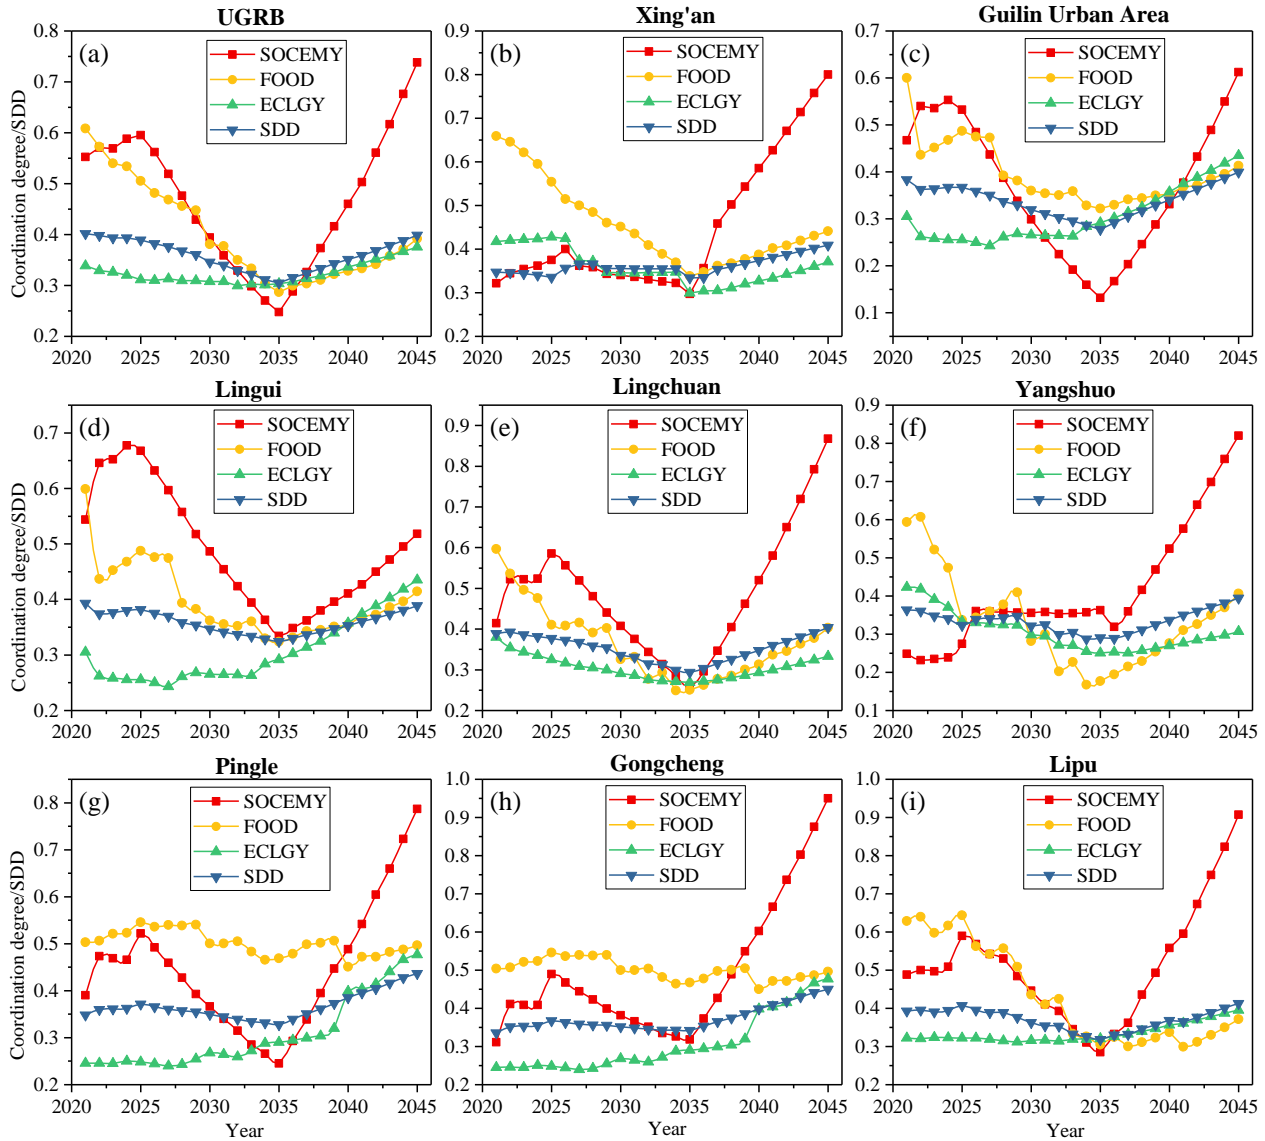 UGRB
Xing'an
Guilin Urban Area
(a)
SOCEMY
FOOD
ECLGY
SDD
0.8
0.7
0.6
0.5
0.4
0.3
0.2
2020 2025 2030 2035 2040 2045
Coordination degree/SDD
(b)
SOCEMY
FOOD
ECLGY
SDD
0.9
0.8
0.7
0.6
0.5
0.4
0.3
0.2
2020 2025 2030 2035 2040 2045
(c)
SOCEMY
FOOD
ECLGY
SDD
0.7
0.6
0.5
0.4
0.3
0.2
0.1
2020 2025 2030 2035 2040 2045
Lingui
Lingchuan
Yangshuo
(d)
SOCEMY
FOOD
ECLGY
SDD
0.7
0.6
0.5
0.4
0.3
0.2
2020 2025 2030 2035 2040 2045
Coordination degree/SDD
(e)
SOCEMY
FOOD
ECLGY
SDD
0.9
0.8
0.7
0.6
0.5
0.4
0.3
0.2
2020 2025 2030 2035 2040 2045
(f)
SOCEMY
FOOD
ECLGY
SDD
0.9
0.8
0.7
0.6
0.5
0.4
0.3
0.2
0.1
2020 2025 2030 2035 2040 2045
Pingle
Gongcheng
Lipu
(g)
SOCEMY
FOOD
ECLGY
SDD
0.8
0.7
0.6
0.5
0.4
0.3
0.2
2020 2025 2030 2035 2040 2045
Coordination degree/SDD
Year
(h)
SOCEMY
FOOD
ECLGY
SDD
1.0
0.9
0.8
0.7
0.6
0.5
0.4
0.3
0.2
2020 2025 2030 2035 2040 2045
Year
(i)
SOCEMY
FOOD
ECLGY
SDD
1.0
0.9
0.8
0.7
0.6
0.5
0.4
0.3
0.2
2020 2025 2030 2035 2040 2045
Year